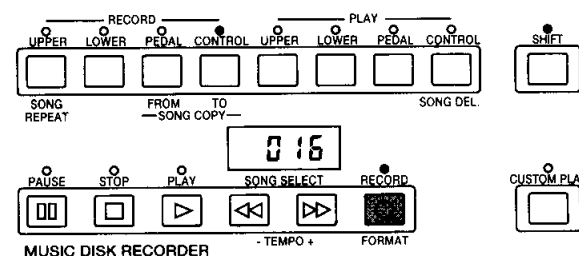 RECORD PLAY
UPPER LOWER PEDAL CONTROL UPPER LOWER PEDAL CONTROL SHIFT
SONG REPEAT FROM TO SONG DEL.
SONG COPY
016
PAUSE STOP PLAY SONG SELECT RECORD CUSTOM PLA
- TEMPO + FORMAT
MUSIC DISK RECORDER